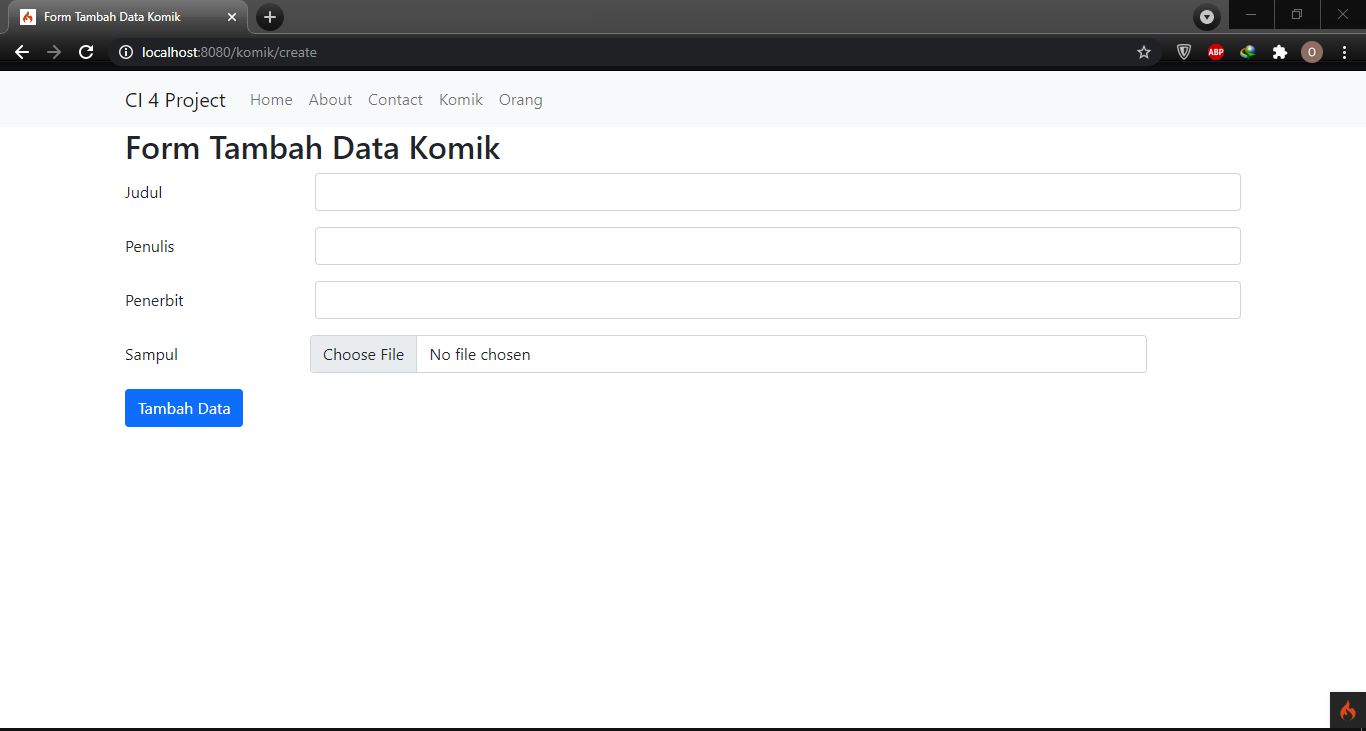 Form Tambah Data Komik
localhost:8080/komik/create
ABP
O
CI 4 Project Home About Contact Komik Orang
Form Tambah Data Komik
Judul
Penulis
Penerbit
Sampul Choose File No file chosen
Tambah Data